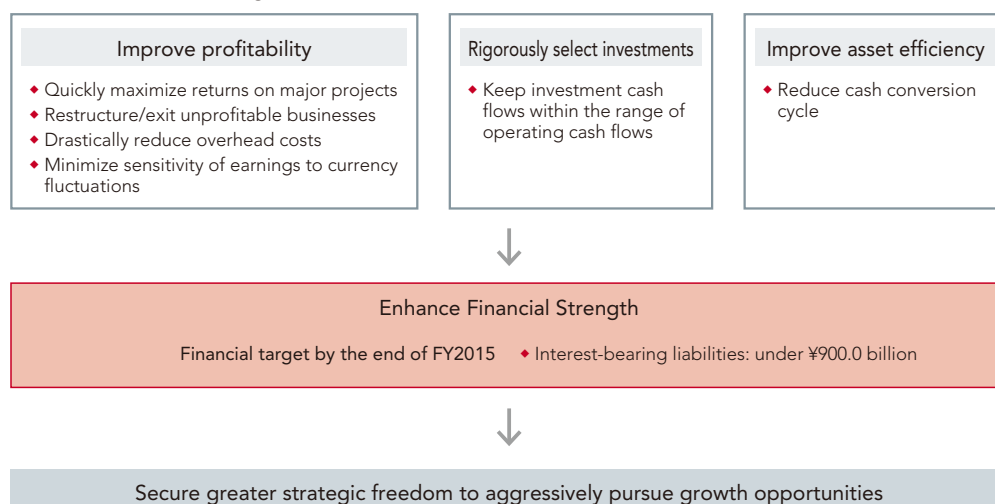 Improve profitability
◆ Quickly maximize returns on major projects
◆ Restructure/exit unprofitable businesses
◆ Drastically reduce overhead costs
◆ Minimize sensitivity of earnings to currency
fluctuations
Rigorously select investments
◆ Keep investment cash
flows within the range of
operating cash flows
Improve asset efficiency
◆ Reduce cash conversion
cycle
Enhance Financial Strength
Financial target by the end of FY2015 ◆ Interest-bearing liabilities: under ¥900.0 billion
Secure greater strategic freedom to aggressively pursue growth opportunities